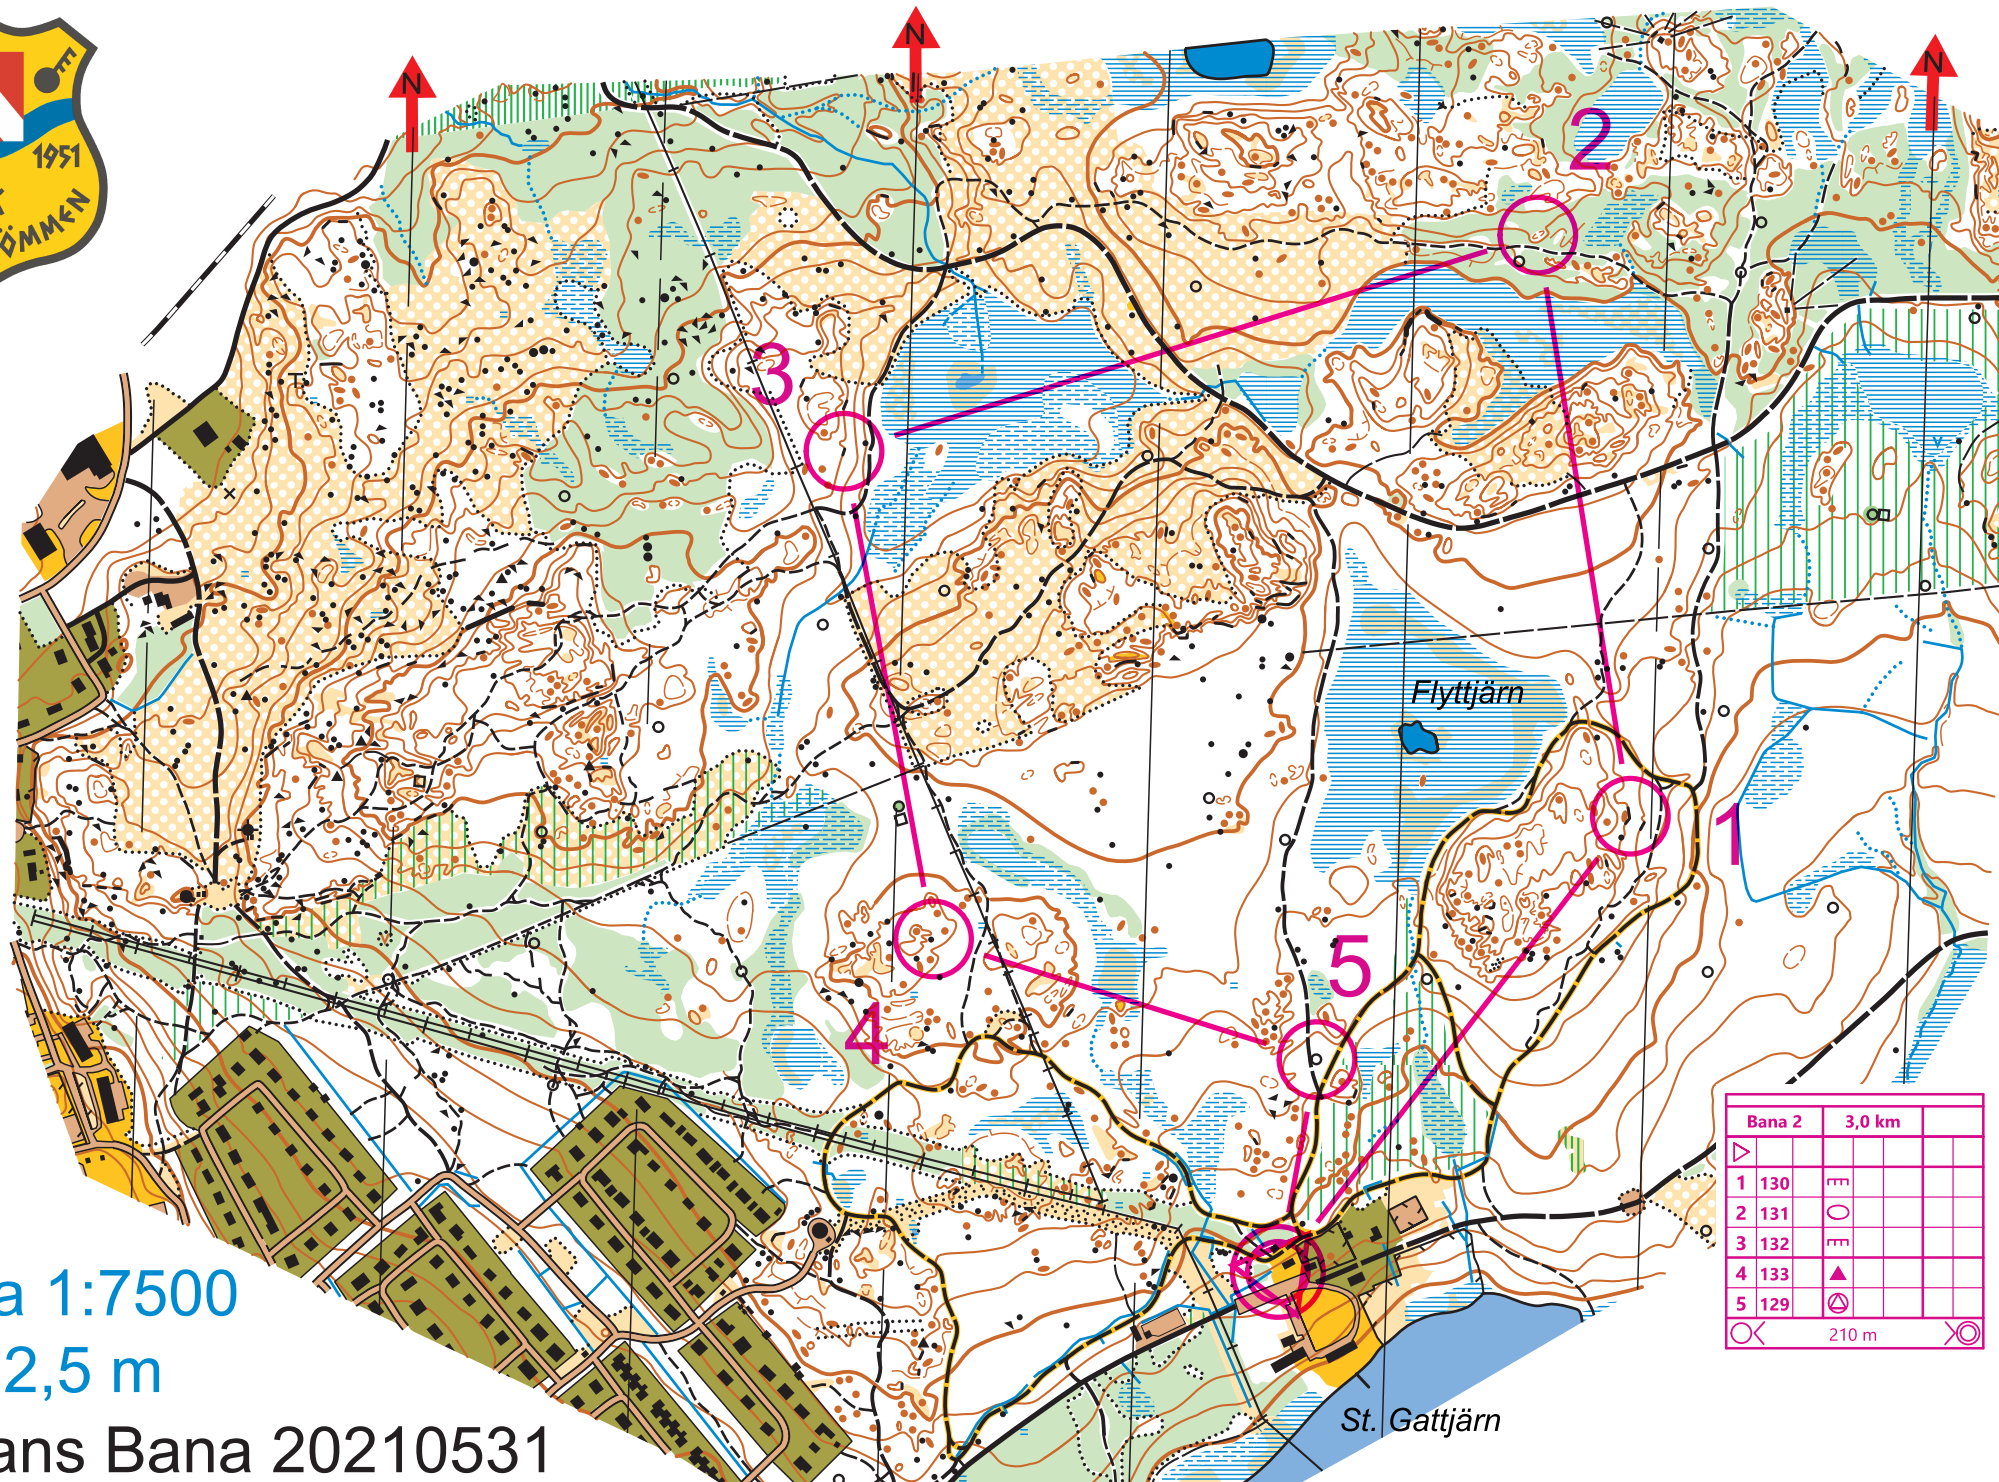 N
N
N
1951
ÖMMEN
2
3
Flyttjärn
1
5
4
Bana 2 3,0 km
1 130
2 131
3 132
4 133
5 129
210 m
a 1:7500
2,5 m
ans Bana 20210531
St. Gattjärn